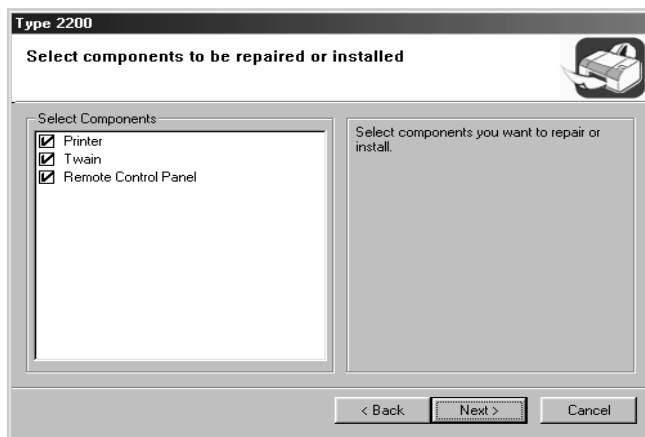 Type 2200
Select components to be repaired or installed
Select Components
Printer
Twain
Remote Control Panel
Select components you want to repair or
install.
< Back
Next >
Cancel